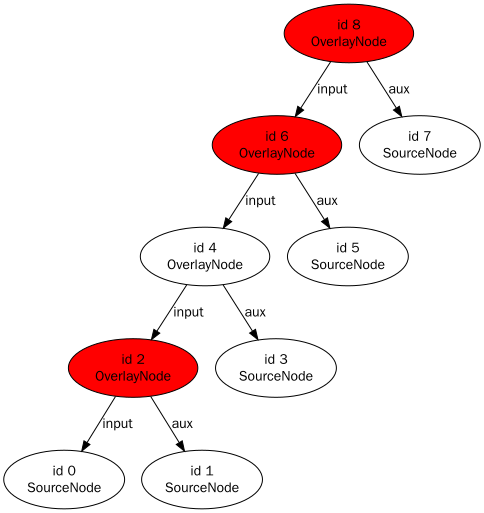 id 8
OverlayNode
input
aux
id 6
OverlayNode
id 7
SourceNode
input
aux
id 4
OverlayNode
id 5
SourceNode
input
aux
id 2
OverlayNode
id 3
SourceNode
input
aux
id 0
SourceNode
id 1
SourceNode